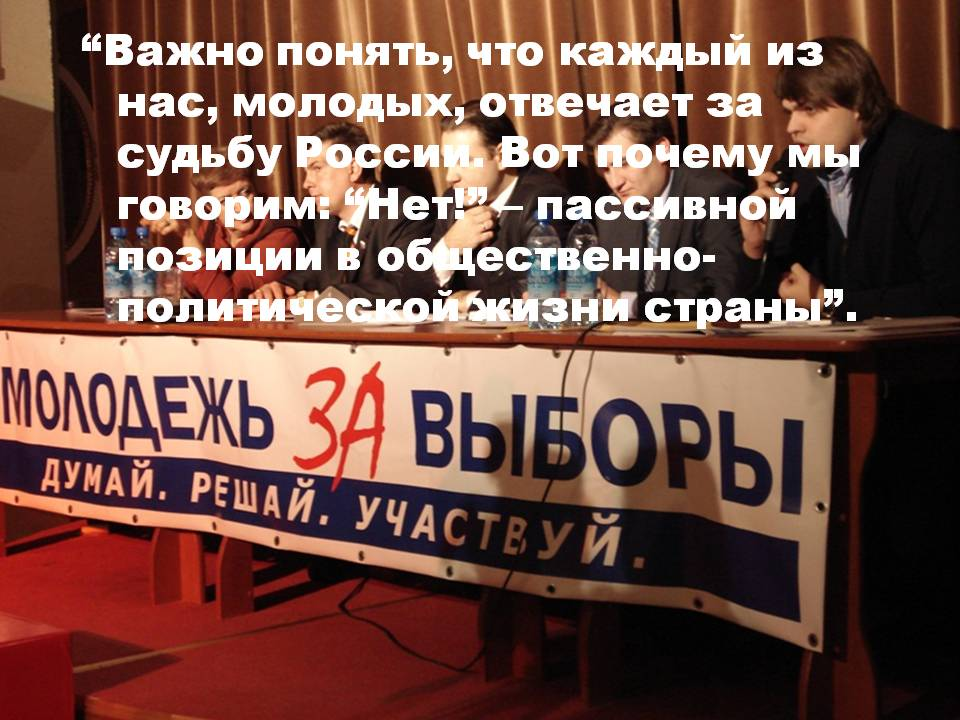 “Важно понять, что каждый из
нас, молодых, отвечает за
судьбу России. Вот почему мы
говорим: “Нет!” – пассивной
позиции в общественно-
политической жизни страны”.
МОЛОДЕЖЬ ЗА ВЫБОРЫ
ДУМАЙ. РЕШАЙ. УЧАСТВУЙ.